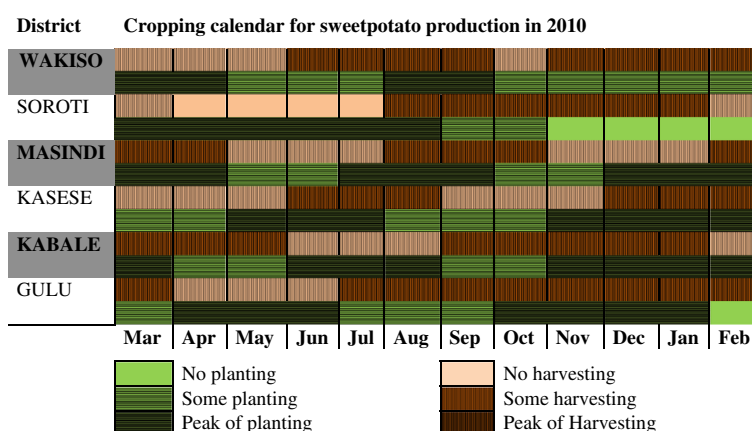 District Cropping calendar for sweetpotato production in 2010
WAKISO
SOROTI
MASINDI
KASESE
KABALE
GULU
Mar Apr May Jun Jul Aug Sep Oct Nov Dec Jan Feb
No planting No harvesting
Some planting Some harvesting
Peak of planting Peak of Harvesting